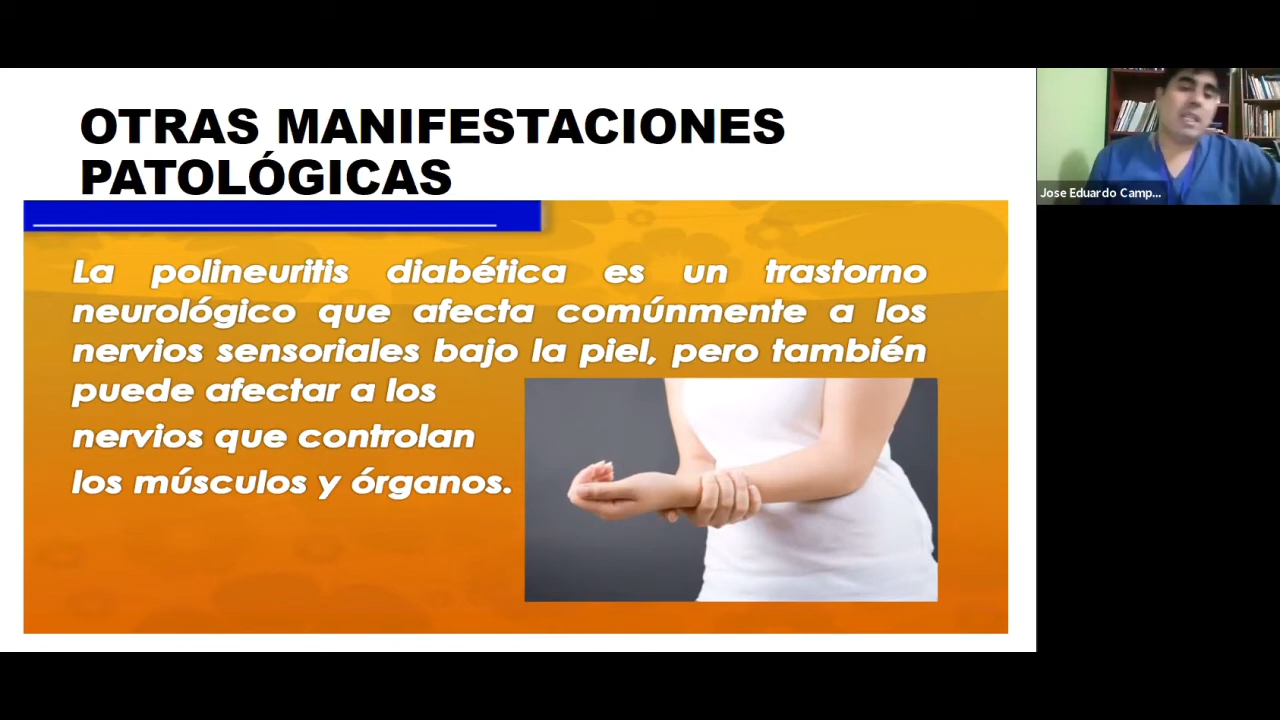 OTRAS MANIFESTACIONES
PATOLÓGICAS
La polineuritis diabética es un trastorno
neurológico que afecta comúnmente a los
nervios sensoriales bajo la piel, pero también
puede afectar a los
nervios que controlan
los músculos y órganos.
Jose Eduardo Camp...